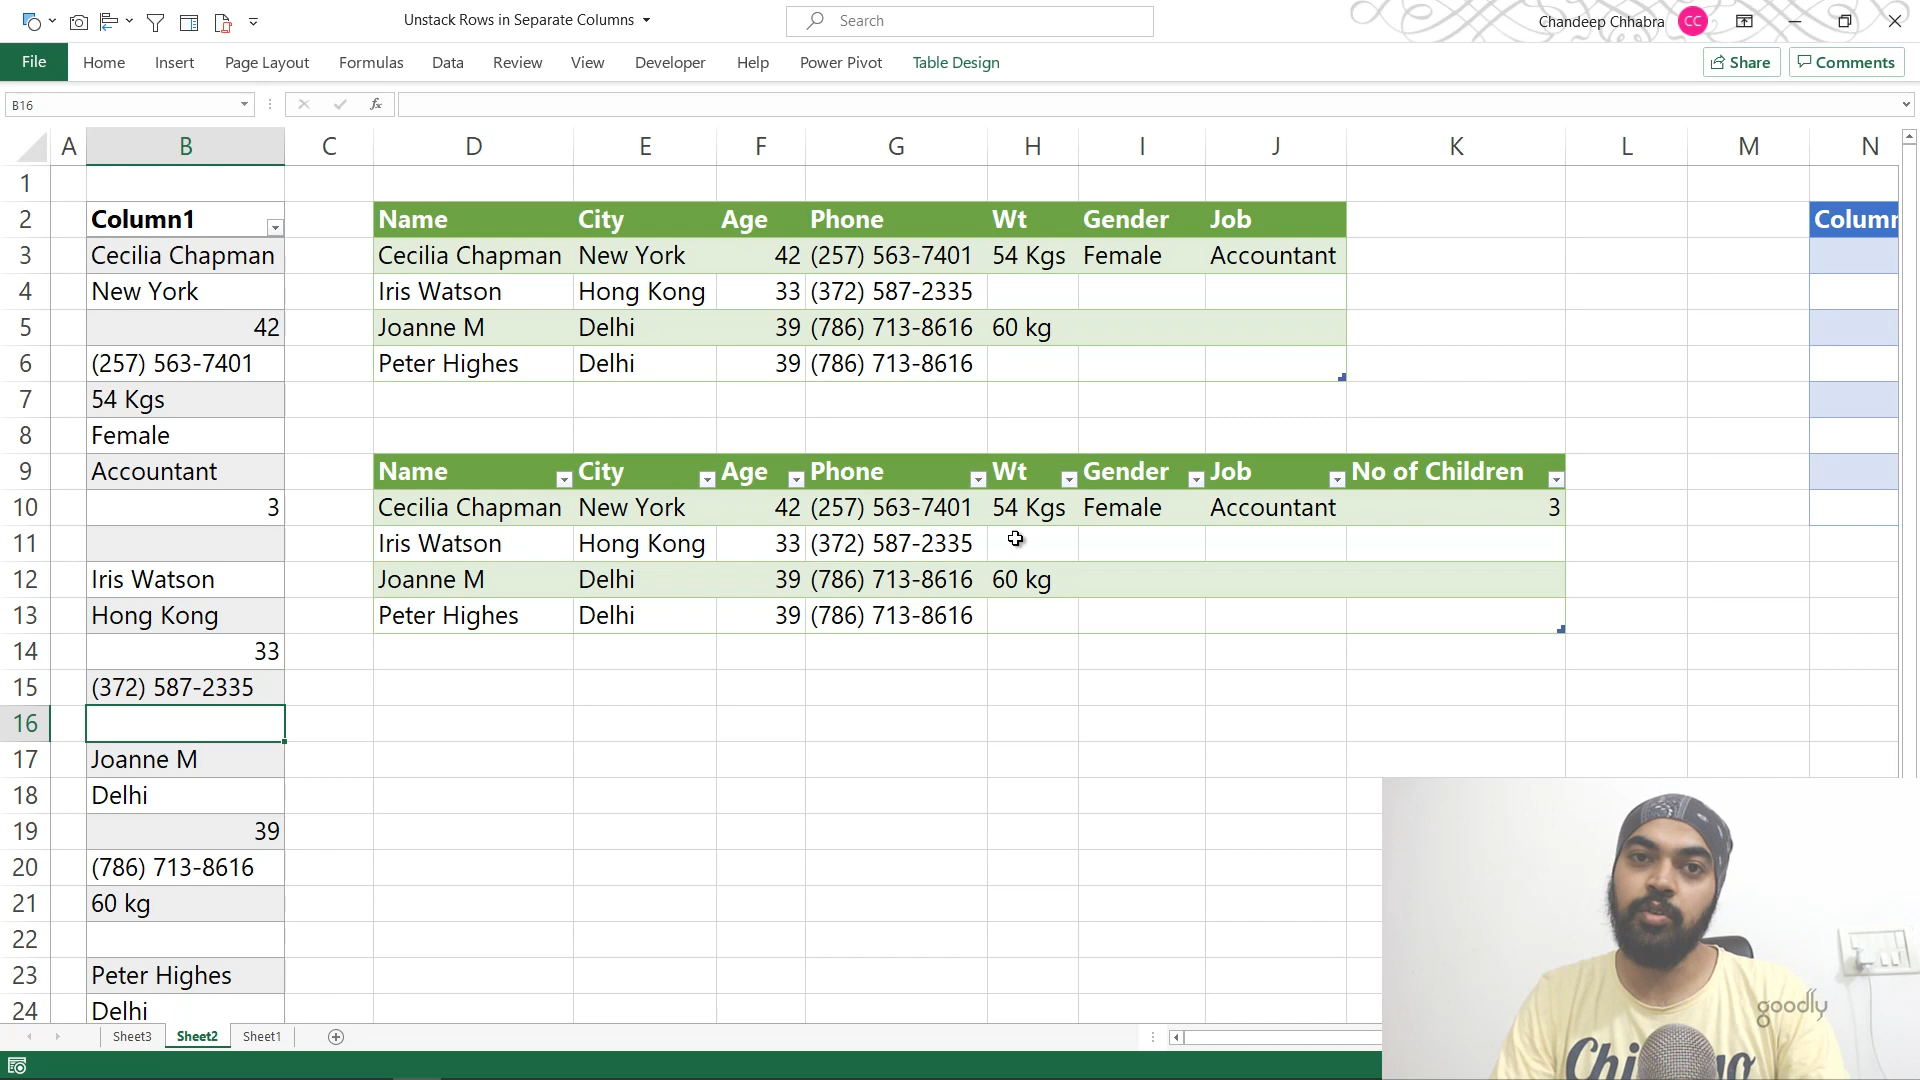 Unstack Rows in Separate Columns
Search
Chandeep Chhabra CC
File Home Insert Page Layout Formulas Data Review View Developer Help Power Pivot Table Design Share Comments
B16 fx
A B C D E F G H I J K L M N
1
2 Column1 Name City Age Phone Wt Gender Job Column
3 Cecilia Chapman Cecilia Chapman New York 42 (257) 563-7401 54 Kgs Female Accountant
4 New York Iris Watson Hong Kong 33 (372) 587-2335
5 42 Joanne M Delhi 39 (786) 713-8616 60 kg
6 (257) 563-7401 Peter Highes Delhi 39 (786) 713-8616
7 54 Kgs
8 Female
9 Accountant Name City Age Phone Wt Gender Job No of Children
10 3 Cecilia Chapman New York 42 (257) 563-7401 54 Kgs Female Accountant 3
11 Iris Watson Hong Kong 33 (372) 587-2335
12 Iris Watson Joanne M Delhi 39 (786) 713-8616 60 kg
13 Hong Kong Peter Highes Delhi 39 (786) 713-8616
14 33
15 (372) 587-2335
16
17 Joanne M
18 Delhi
19 39
20 (786) 713-8616
21 60 kg
22
23 Peter Highes
24 Delhi
goodly
Sheet3 Sheet2 Sheet1